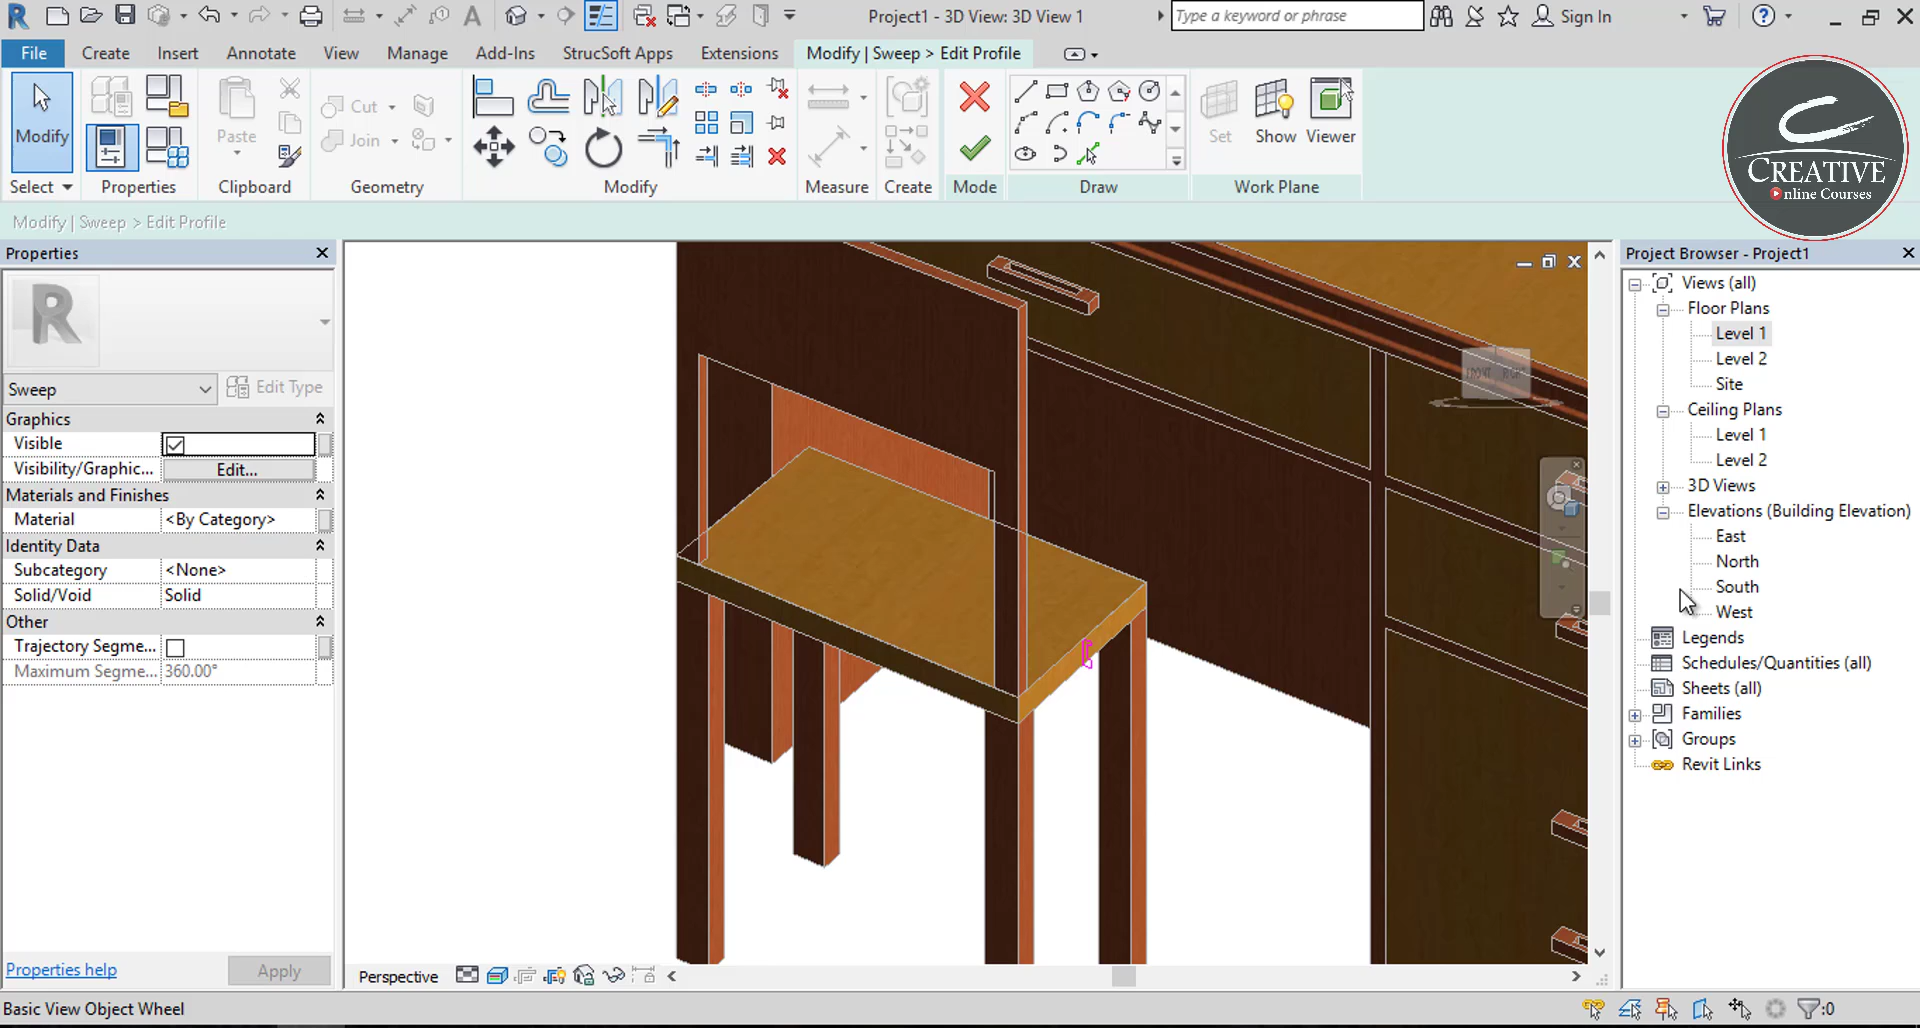 Project1 - 3D View: 3D View 1
Type a keyword or phrase
Sign In
File
Create
Insert
Annotate
View
Manage
Add-Ins
StrucSoft Apps
Extensions
Modify | Sweep > Edit Profile
Modify
Paste
Cut
Join
Set
Show
Viewer
Select
Properties
Clipboard
Geometry
Modify
Measure
Create
Mode
Draw
Work Plane
CREATIVE
Online Courses
Modify | Sweep > Edit Profile
Properties
Sweep
Edit Type
Graphics
Visible
Visibility/Graphic...
Edit...
Materials and Finishes
Material
<By Category>
Identity Data
Subcategory
<None>
Solid/Void
Solid
Other
Trajectory Segme...
Maximum Segme...
360.00°
Properties help
Apply
FRONT
Perspective
Project Browser - Project1
Views (all)
Floor Plans
Level 1
Level 2
Site
Ceiling Plans
Level 1
Level 2
3D Views
Elevations (Building Elevation)
East
North
South
West
Legends
Schedules/Quantities (all)
Sheets (all)
Families
Groups
Revit Links
Basic View Object Wheel
:0